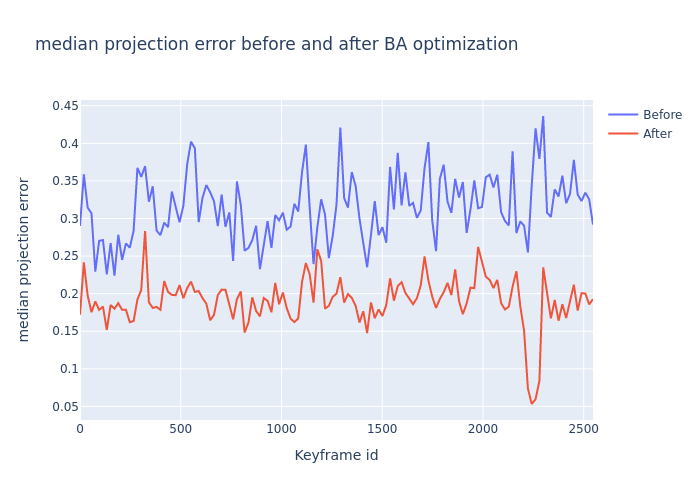 median projection error before and after BA optimization
0.45
0.4
0.35
0.3
0.25
0.2
0.15
0.1
0.05
median projection error
0 500 1000 1500 2000 2500
Keyframe id
Before
After